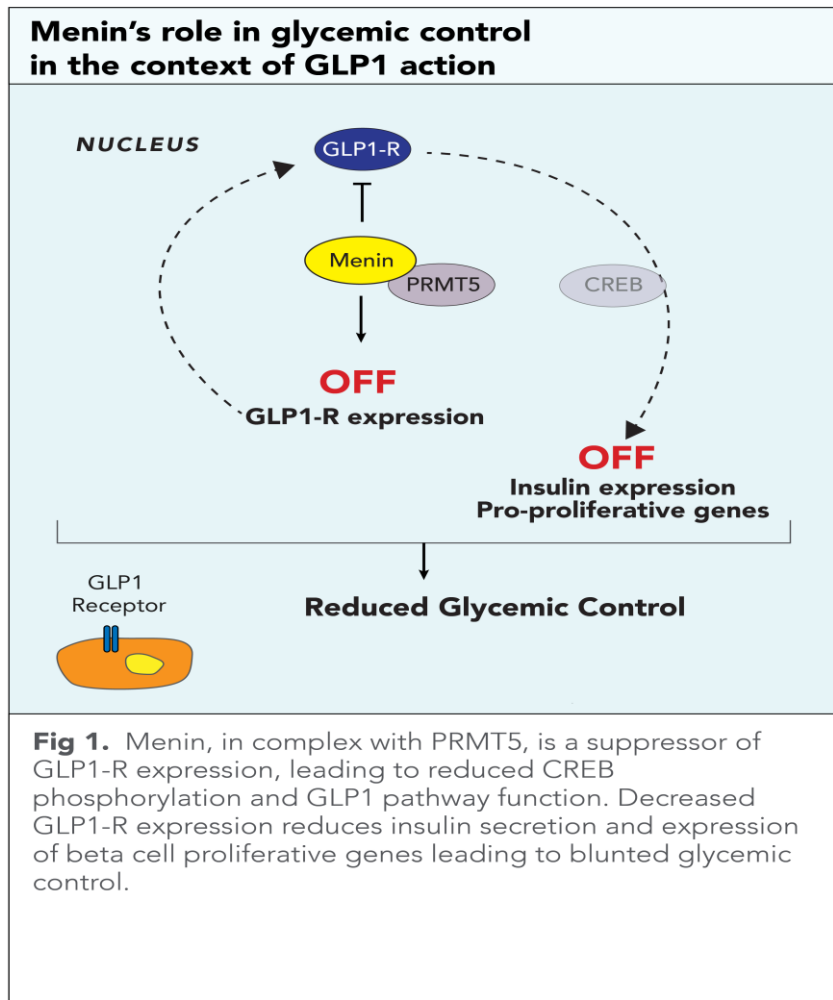 Menin's role in glycemic control
in the context of GLP1 action
NUCLEUS
GLP1-R
Menin
PRMT5
CREB
OFF
GLP1-R expression
OFF
Insulin expression
Pro-proliferative genes
GLP1
Receptor
Reduced Glycemic Control
Fig 1. Menin, in complex with PRMT5, is a suppressor of
GLP1-R expression, leading to reduced CREB
phosphorylation and GLP1 pathway function. Decreased
GLP1-R expression reduces insulin secretion and expression
of beta cell proliferative genes leading to blunted glycemic
control.